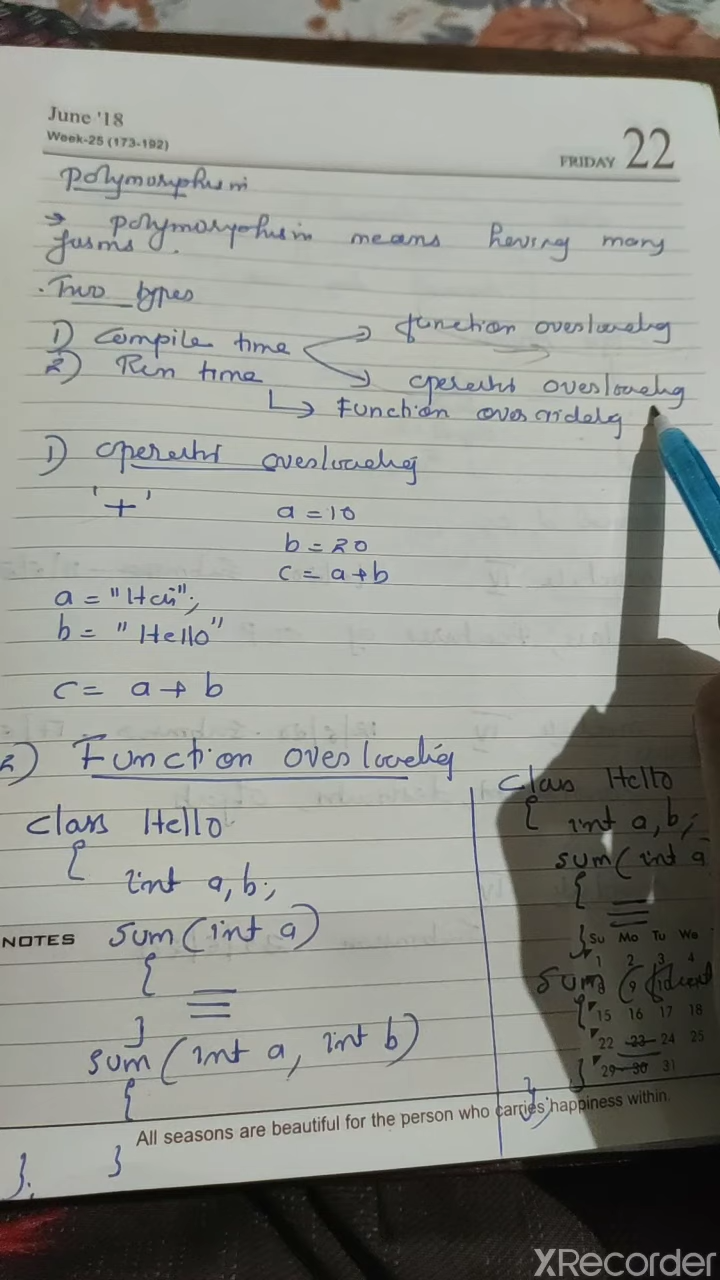 June '18
Week-25 (173-192)
FRIDAY 22
Polymorphism
→ Polymorphism means having many
forms.
. Two types
1) Compile time → function overloading
2) Run time → operator overloading
↳ Function overriding
1) operator overloading
'+'
a = 10
b = 20
c = a+b
a = "Hai";
b = "Hello"
c = a + b
2) Function overloading
class Hello
{
int a, b;
sum(int a)
{
}
sum(int a, int b)
{
}
};
class Hello
{ int a, b;
sum(int a
{
}
{
}
};
NOTES
Su Mo Tu We
1 2 3 4
9
15 16 17 18
22 23 24 25
29 30 31
All seasons are beautiful for the person who carries happiness within.
XRecorder